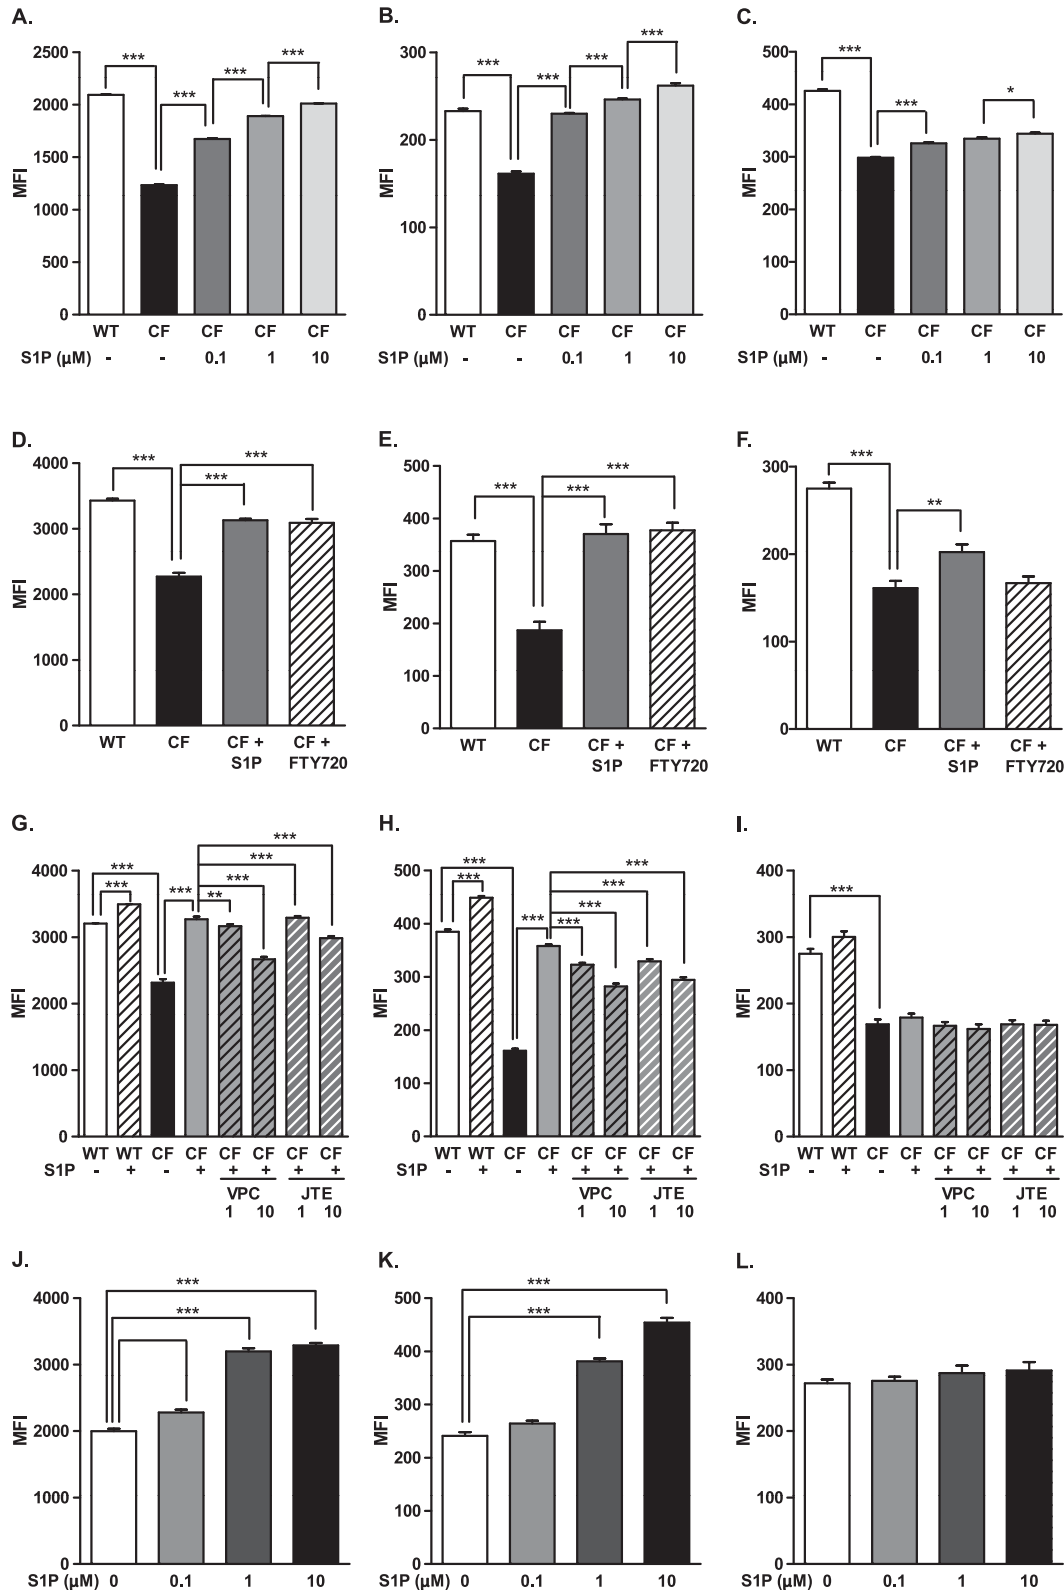 A.
2500
2000
1500
1000
500
0
MFI
***
***
***
***
WT CF CF CF CF
S1P (µM) - - 0.1 1 10
B.
300
200
100
0
MFI
***
***
***
***
WT CF CF CF CF
- - 0.1 1 10
C.
500
400
300
200
100
0
MFI
***
***
*
WT CF CF CF CF
- - 0.1 1 10
D.
4000
3000
2000
1000
0
MFI
***
***
***
WT CF CF + CF +
S1P FTY720
E.
500
400
300
200
100
0
MFI
***
***
***
WT CF CF + CF +
S1P FTY720
F.
300
200
100
0
MFI
***
**
WT CF CF + CF +
S1P FTY720
G.
4000
3000
2000
1000
0
MFI
***
***
***
***
***
***
**
WT WT CF CF CF CF CF CF
S1P - + - + + + + +
VPC JTE
1 10 1 10
H.
500
400
300
200
100
0
MFI
***
***
***
***
***
***
***
WT WT CF CF CF CF CF CF
S1P - + - + + + + +
VPC JTE
1 10 1 10
I.
400
300
200
100
0
MFI
***
WT WT CF CF CF CF CF CF
S1P - + - + + + + +
VPC JTE
1 10 1 10
J.
4000
3000
2000
1000
0
MFI
***
***
S1P (µM) 0 0.1 1 10
K.
500
400
300
200
100
0
MFI
***
***
S1P (µM) 0 0.1 1 10
L.
400
300
200
100
0
MFI
S1P (µM) 0 0.1 1 10